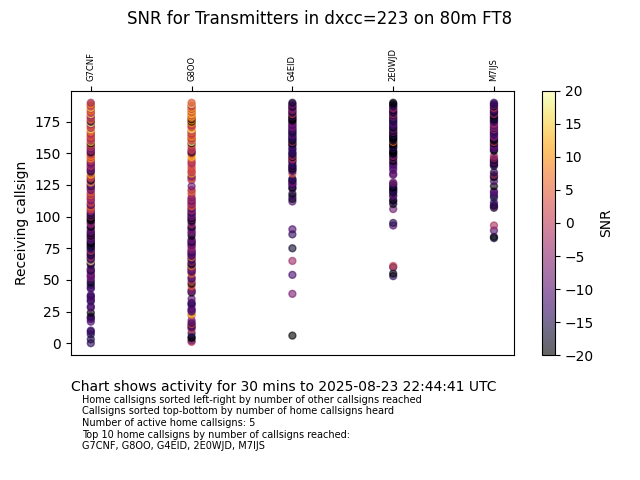 SNR for Transmitters in dxcc=223 on 80m FT8
G7CNF
G8OO
G4EID
2E0WJD
M7IJS
175
150
125
100
75
50
25
0
Receiving callsign
20
15
10
5
0
−5
−10
−15
−20
SNR
Chart shows activity for 30 mins to 2025-08-23 22:44:41 UTC
Home callsigns sorted left-right by number of other callsigns reached
Callsigns sorted top-bottom by number of home callsigns heard
Number of active home callsigns: 5
Top 10 home callsigns by number of callsigns reached:
G7CNF, G8OO, G4EID, 2E0WJD, M7IJS